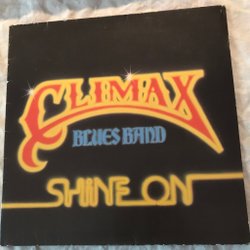 CLIMAX
BLUES BAND
SHINE ON